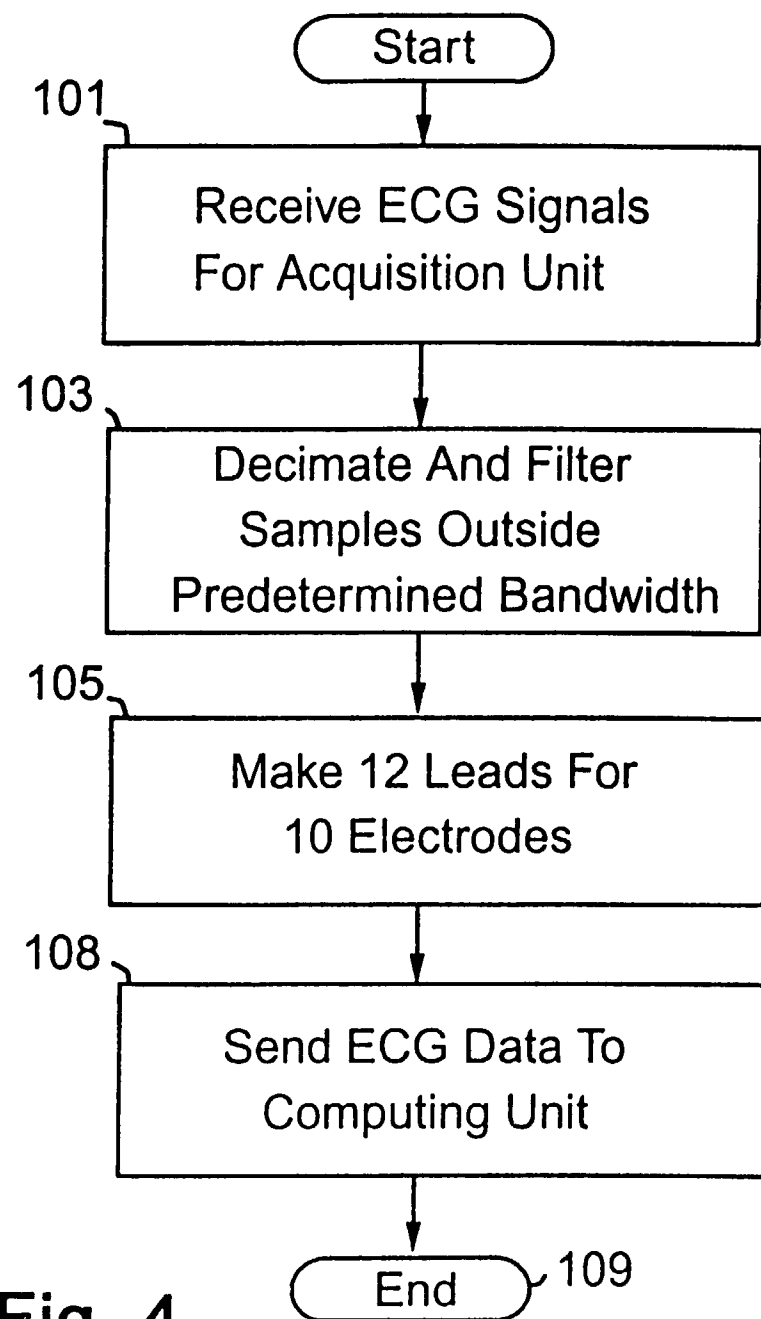 Start
101
Receive ECG Signals
For Acquisition Unit
103
Decimate And Filter
Samples Outside
Predetermined Bandwidth
105
Make 12 Leads For
10 Electrodes
108
Send ECG Data To
Computing Unit
End
109
Fig. 4